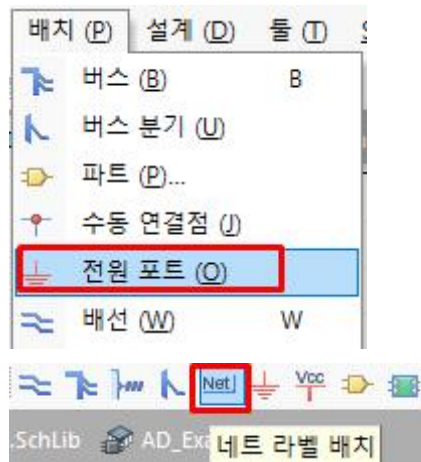 배치 (P) 설계 (D) 툴 (T)
버스 (B) B
버스 분기 (U)
파트 (P)...
수동 연결점 (J)
전원 포트 (O)
배선 (W) W
Net Vcc
.SchLib AD_Exa 네트 라벨 배치